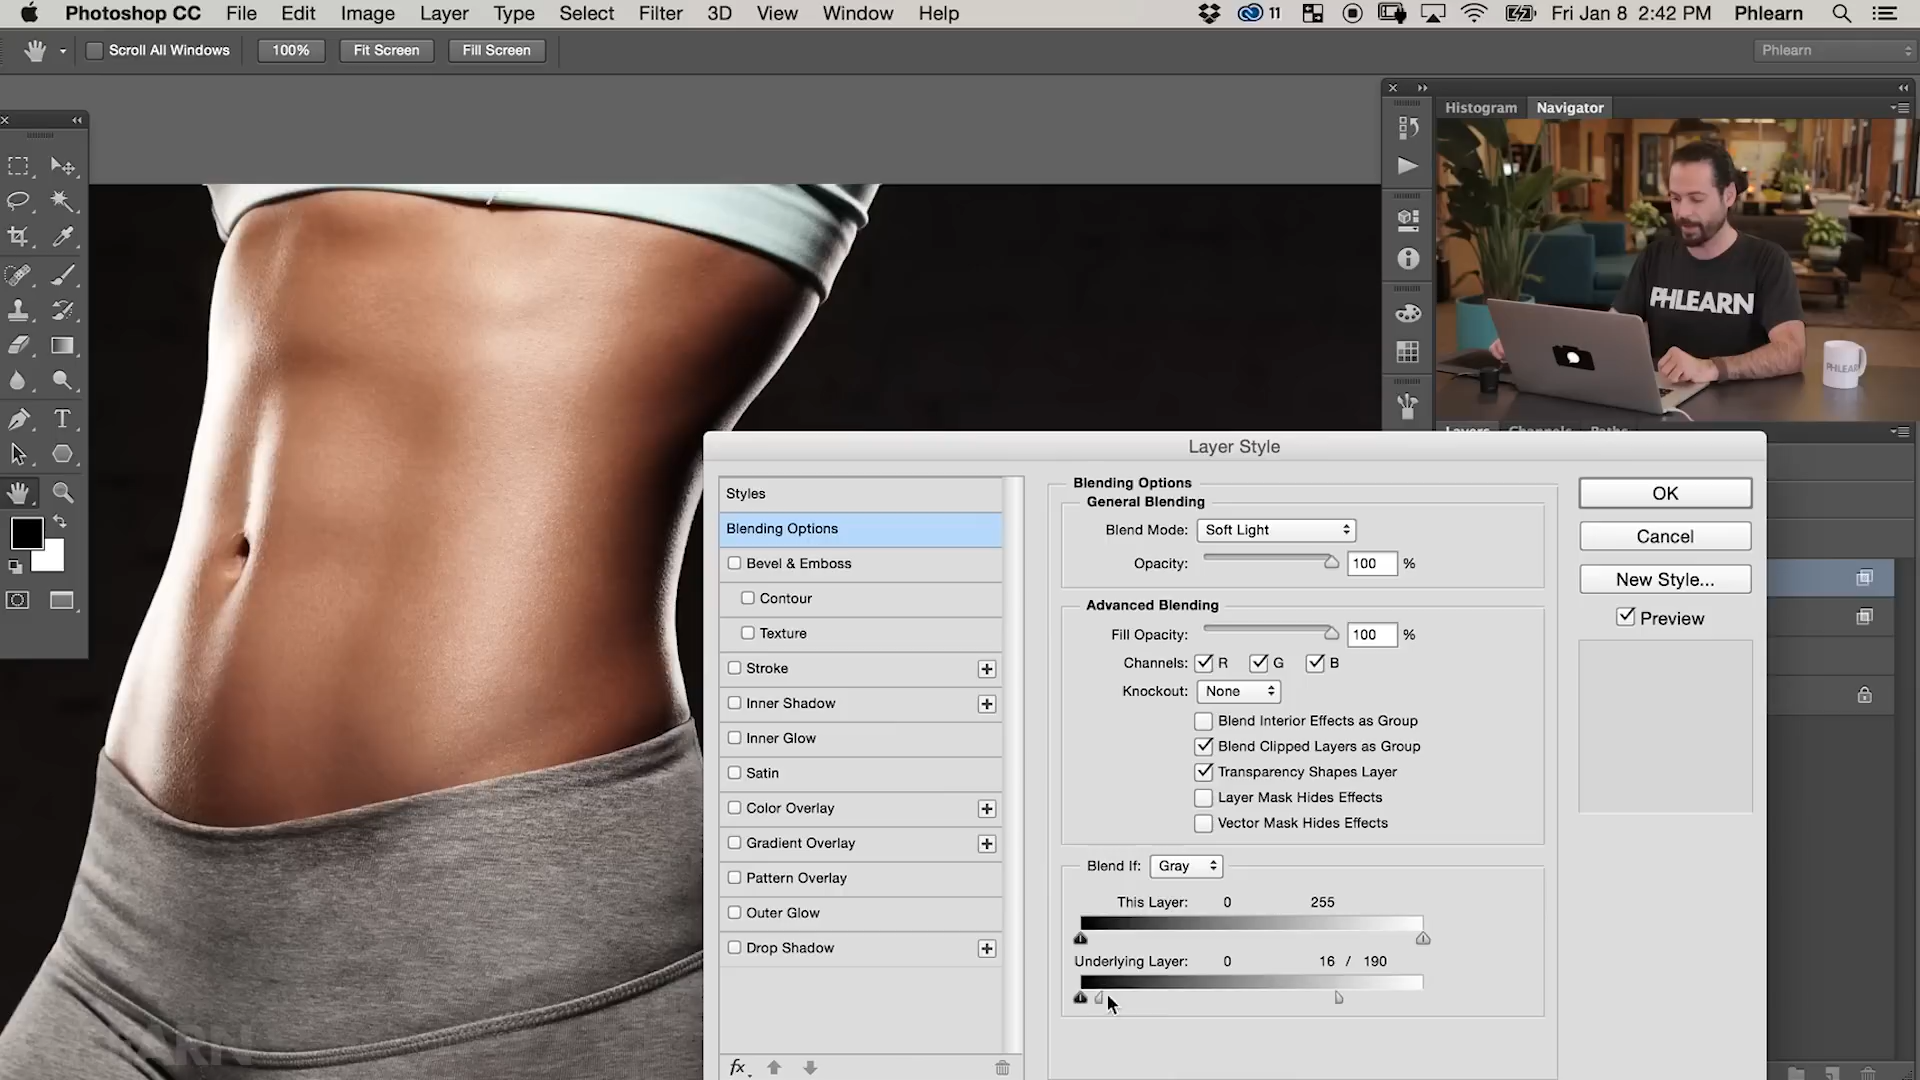 Photoshop CC File Edit Image Layer Type Select Filter 3D View Window Help 11 Fri Jan 8 2:42 PM Phlearn
Scroll All Windows 100% Fit Screen Fill Screen Phlearn
Histogram Navigator
PHLEARN
PHLEARN
Layers Channels Paths
Layer Style
Styles
Blending Options
Bevel & Emboss
Contour
Texture
Stroke
Inner Shadow
Inner Glow
Satin
Color Overlay
Gradient Overlay
Pattern Overlay
Outer Glow
Drop Shadow
fx
Blending Options
General Blending
Blend Mode: Soft Light
Opacity: 100 %
Advanced Blending
Fill Opacity: 100 %
Channels: R G B
Knockout: None
Blend Interior Effects as Group
Blend Clipped Layers as Group
Transparency Shapes Layer
Layer Mask Hides Effects
Vector Mask Hides Effects
Blend If: Gray
This Layer: 0 255
Underlying Layer: 0 16 / 190
OK
Cancel
New Style...
Preview